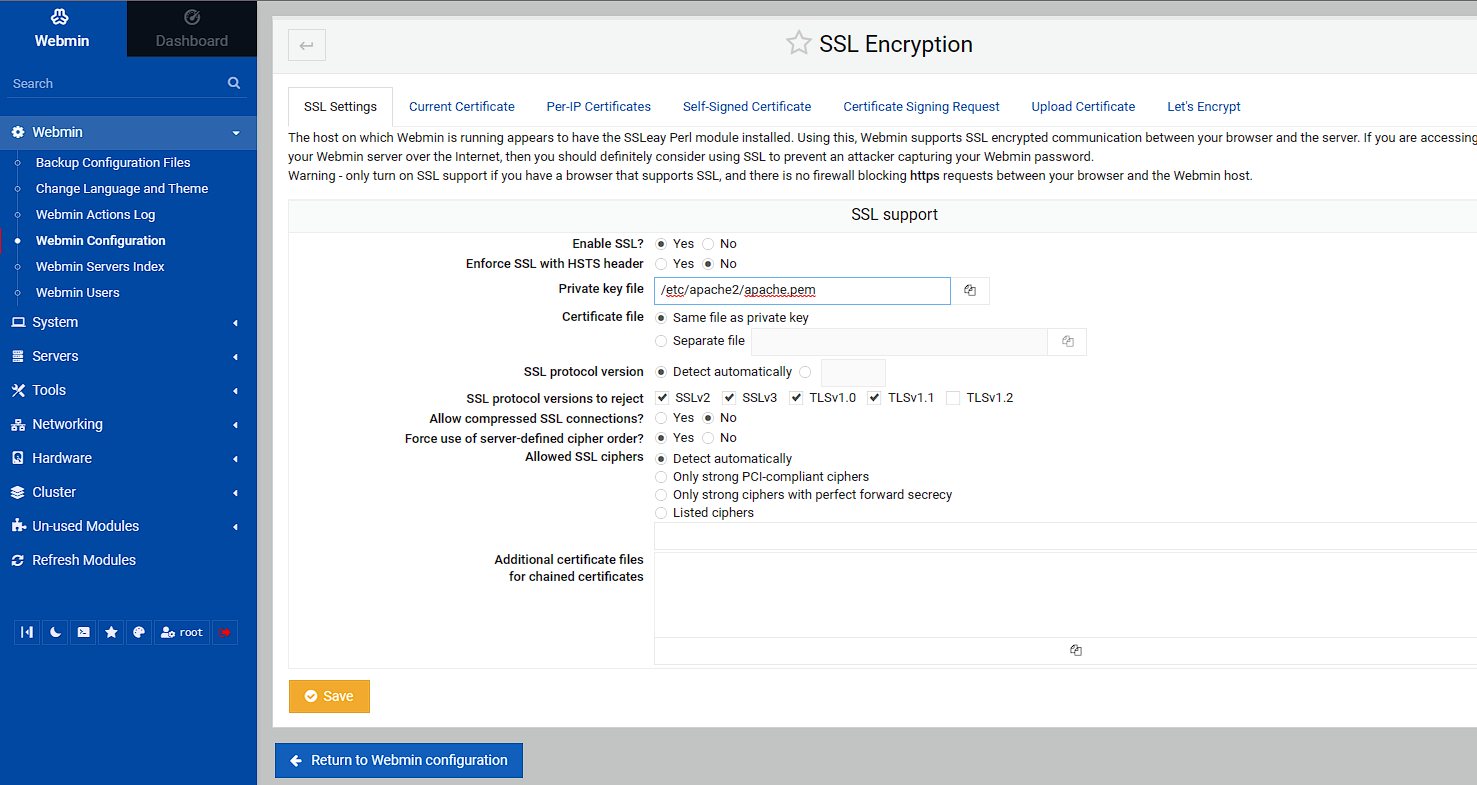 Webmin
Dashboard
Search
Webmin
Backup Configuration Files
Change Language and Theme
Webmin Actions Log
Webmin Configuration
Webmin Servers Index
Webmin Users
System
Servers
Tools
Networking
Hardware
Cluster
Un-used Modules
Refresh Modules
root
SSL Encryption
SSL Settings Current Certificate Per-IP Certificates Self-Signed Certificate Certificate Signing Request Upload Certificate Let's Encrypt
The host on which Webmin is running appears to have the SSLeay Perl module installed. Using this, Webmin supports SSL encrypted communication between your browser and the server. If you are accessing
your Webmin server over the Internet, then you should definitely consider using SSL to prevent an attacker capturing your Webmin password.
Warning - only turn on SSL support if you have a browser that supports SSL, and there is no firewall blocking https requests between your browser and the Webmin host.
SSL support
Enable SSL? Yes No
Enforce SSL with HSTS header Yes No
Private key file /etc/apache2/apache.pem
Certificate file Same file as private key
Separate file
SSL protocol version Detect automatically
SSL protocol versions to reject SSLv2 SSLv3 TLSv1.0 TLSv1.1 TLSv1.2
Allow compressed SSL connections? Yes No
Force use of server-defined cipher order? Yes No
Allowed SSL ciphers Detect automatically
Only strong PCI-compliant ciphers
Only strong ciphers with perfect forward secrecy
Listed ciphers
Additional certificate files
for chained certificates
Save
Return to Webmin configuration